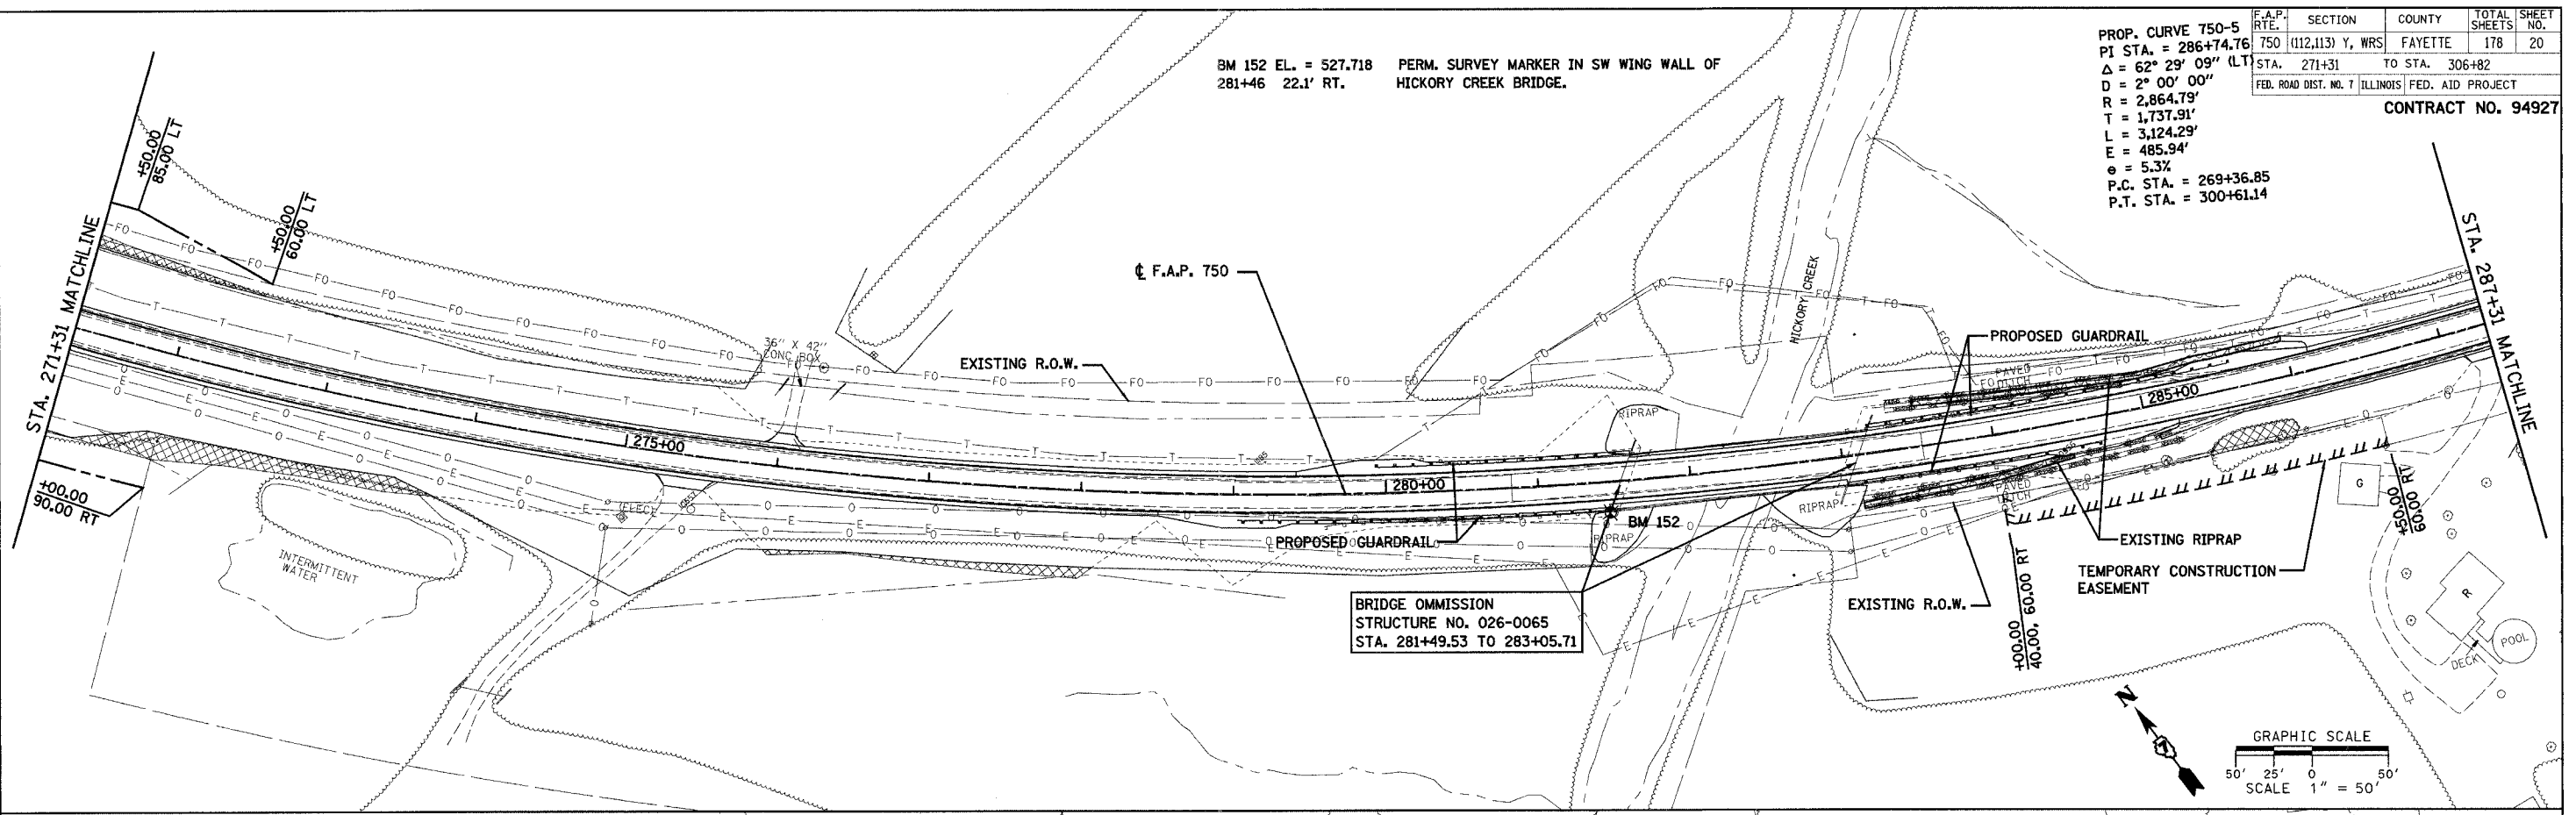 F.A.P. RTE. SECTION COUNTY TOTAL SHEETS SHEET NO.
750 (112,113) Y, WRS FAYETTE 178 20
STA. 271+31 TO STA. 306+82
FED. ROAD DIST. NO. 7 ILLINOIS FED. AID PROJECT
CONTRACT NO. 94927
PROP. CURVE 750-5
PI STA. = 286+74.76
Δ = 62° 29' 09" (LT)
D = 2° 00' 00"
R = 2,864.79'
T = 1,737.91'
L = 3,124.29'
E = 485.94'
e = 5.3%
P.C. STA. = 269+36.85
P.T. STA. = 300+61.14
BM 152 EL. = 527.718 PERM. SURVEY MARKER IN SW WING WALL OF
281+46 22.1' RT. HICKORY CREEK BRIDGE.
+50.00
85.00 LT
+50.00
60.00 LT
STA. 271+31 MATCHLINE
+00.00
90.00 RT
INTERMITTENT
WATER
36" X 42"
CONC BOX
(ELEC)
275+00
EXISTING R.O.W.
℄ F.A.P. 750
280+00
PROPOSED GUARDRAIL
RIPRAP
RIPRAP
BM 152
BRIDGE OMMISSION
STRUCTURE NO. 026-0065
STA. 281+49.53 TO 283+05.71
HICKORY CREEK
PROPOSED GUARDRAIL
PAVED
DITCH
285+00
RIPRAP
PAVED
DITCH
EXISTING R.O.W.
EXISTING RIPRAP
TEMPORARY CONSTRUCTION
EASEMENT
+00.00
40.00, 60.00 RT
+50.00
60.00 RT
G
R
DECK
POOL
STA. 287+31 MATCHLINE
N
GRAPHIC SCALE
50' 25' 0 50'
SCALE 1" = 50'